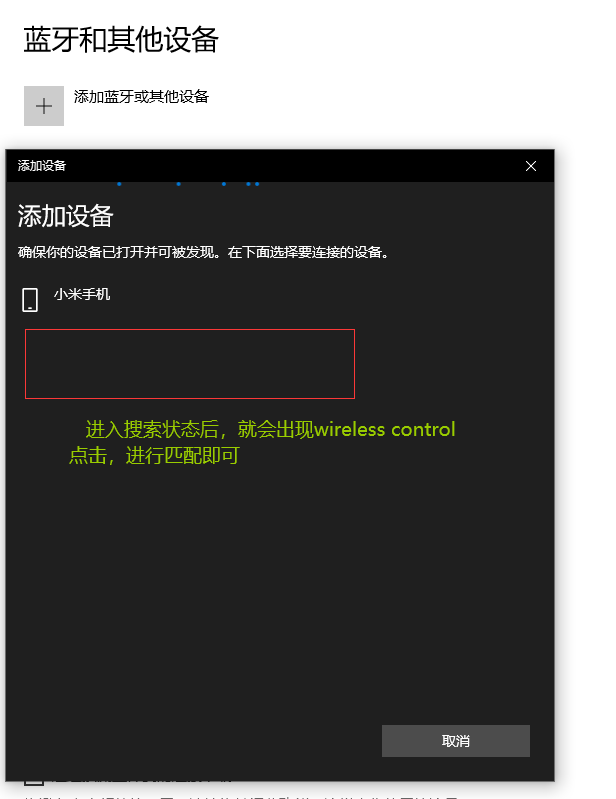 蓝牙和其他设备
添加蓝牙或其他设备
添加设备
添加设备
确保你的设备已打开并可被发现。在下面选择要连接的设备。
小米手机
进入搜索状态后，就会出现wireless control
点击，进行匹配即可
取消